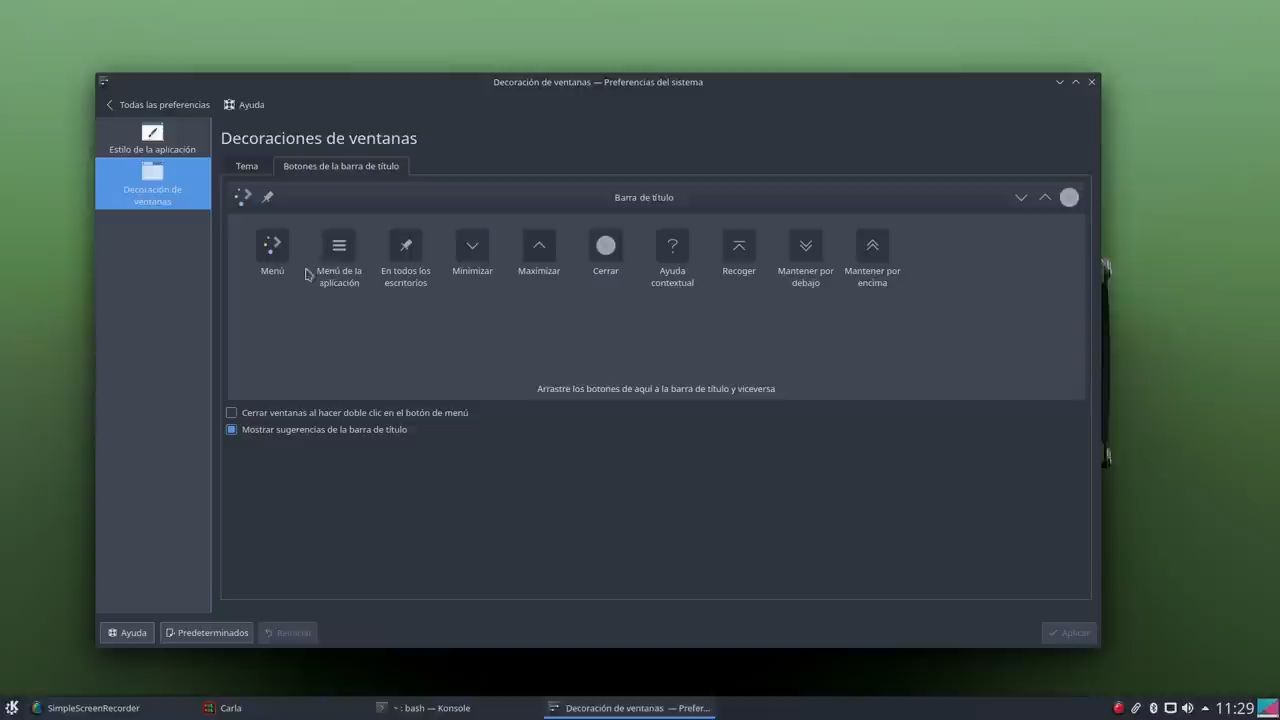 Decoración de ventanas — Preferencias del sistema
Todas las preferencias
Ayuda
Estilo de la aplicación
Decoración de
ventanas
Decoraciones de ventanas
Tema
Botones de la barra de título
Barra de título
Menú
Menú de la
aplicación
En todos los
escritorios
Minimizar
Maximizar
Cerrar
Ayuda
contextual
Recoger
Mantener por
debajo
Mantener por
encima
Arrastre los botones de aquí a la barra de título y viceversa
Cerrar ventanas al hacer doble clic en el botón de menú
Mostrar sugerencias de la barra de título
Ayuda
Predeterminados
Reiniciar
Aplicar
SimpleScreenRecorder
Carla
~ : bash — Konsole
Decoración de ventanas — Prefer...
11:29